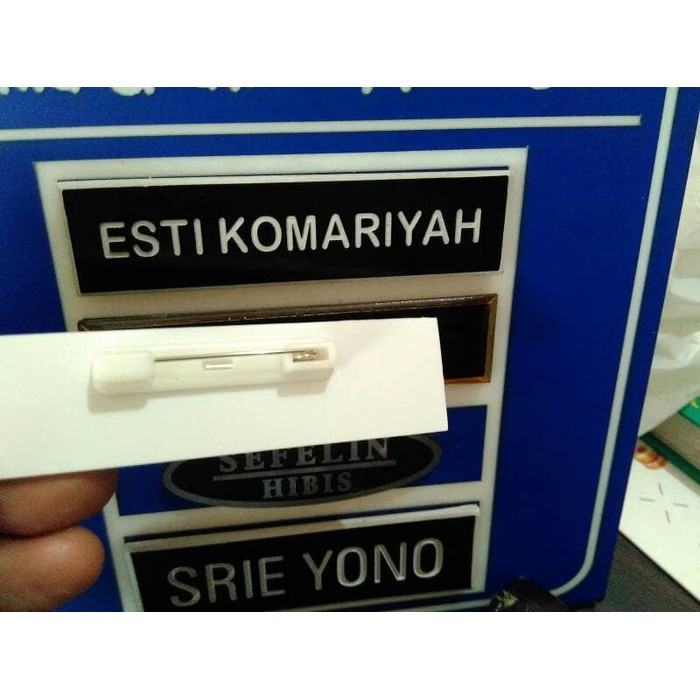 ESTI KOMARIYAH
SEFELIN
HIBIS
SRIE YONO